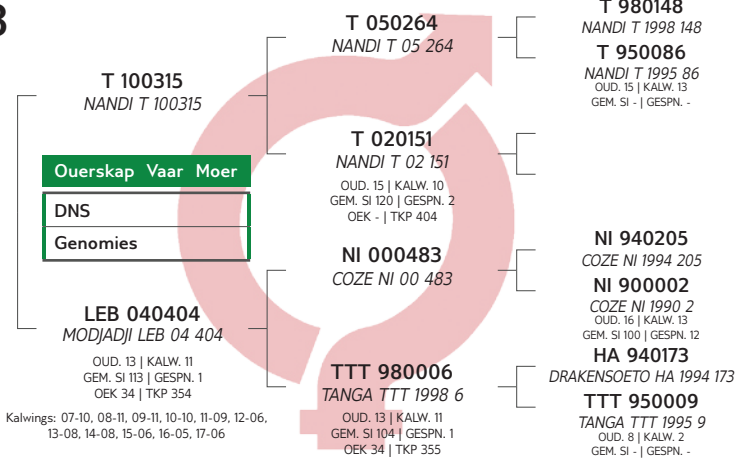 T 100315
NANDI T 100315
Ouerskap Vaar Moer
DNS
Genomies
LEB 040404
MODJADJI LEB 04 404
OUD. 13 | KALW. 11
GEM. SI 113 | GESPN. 1
OEK 34 | TKP 354
Kalwings: 07-10, 08-11, 09-11, 10-10, 11-09, 12-06,
13-08, 14-08, 15-06, 16-05, 17-06
T 050264
NANDI T 05 264
T 020151
NANDI T 02 151
OUD. 15 | KALW. 10
GEM. SI 120 | GESPN. 2
OEK - | TKP 404
NI 000483
COZE NI 00 483
TTT 980006
TANGA TTT 1998 6
OUD. 13 | KALW. 11
GEM. SI 104 | GESPN. 1
OEK 34 | TKP 355
T 980148
NANDI T 1998 148
T 950086
NANDI T 1995 86
OUD. 15 | KALW. 13
GEM. SI - | GESPN. -
NI 940205
COZE NI 1994 205
NI 900002
COZE NI 1990 2
OUD. 16 | KALW. 13
GEM. SI 100 | GESPN. 12
HA 940173
DRAKENSOETO HA 1994 173
TTT 950009
TANGA TTT 1995 9
OUD. 8 | KALW. 2
GEM. SI - | GESPN. -